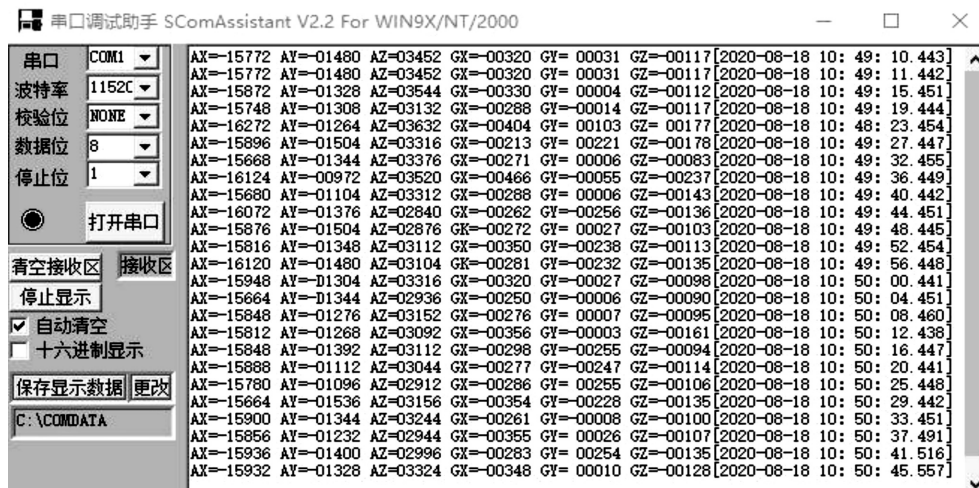 串口调试助手 SComAssistant V2.2 For WIN9X/NT/2000
串口 COM1
波特率 11520
校验位 NONE
数据位 8
停止位 1
打开串口
清空接收区 接收区
停止显示
自动清空
十六进制显示
保存显示数据 更改
C:\COMDATA
AX=-15772 AY=-01480 AZ=03452 GX=-00320 GY= 00031 GZ=-00117[2020-08-18 10: 49: 10.443]
AX=-15772 AY=-01480 AZ=03452 GX=-00320 GY= 00031 GZ=-00117[2020-08-18 10: 49: 11.442]
AX=-15872 AY=-01328 AZ=03544 GX=-00330 GY= 00004 GZ=-00112[2020-08-18 10: 49: 15.451]
AX=-15748 AY=-01308 AZ=03132 GX=-00288 GY=-00014 GZ=-00117[2020-08-18 10: 49: 19.444]
AX=-16272 AY=-01264 AZ=03632 GX=-00404 GY= 00103 GZ= 00177[2020-08-18 10: 48: 23.454]
AX=-15896 AY=-01504 AZ=03316 GX=-00213 GY= 00221 GZ=-00178[2020-08-18 10: 49: 27.447]
AX=-15668 AY=-01344 AZ=03376 GX=-00271 GY= 00006 GZ=-00083[2020-08-18 10: 49: 32.455]
AX=-16124 AY=-00972 AZ=03520 GX=-00466 GY=-00055 GZ=-00237[2020-08-18 10: 49: 36.449]
AX=-15680 AY=-01104 AZ=03312 GX=-00288 GY= 00006 GZ=-00143[2020-08-18 10: 49: 40.442]
AX=-16072 AY=-01376 AZ=02840 GX=-00262 GY=-00256 GZ=-00136[2020-08-18 10: 49: 44.451]
AX=-15876 AY=-01504 AZ=02876 GK=-00272 GY= 00027 GZ=-00103[2020-08-18 10: 49: 48.445]
AX=-15816 AY=-01348 AZ=03112 GX=-00350 GY=-00238 GZ=-00113[2020-08-18 10: 49: 52.454]
AX=-16120 AY=-01480 AZ=03104 GK=-00281 GY=-00232 GZ=-00135[2020-08-18 10: 49: 56.448]
AX=-15948 AY=-D1304 AZ=03316 GX=-00320 GY=-00027 GZ=-00098[2020-08-18 10: 50: 00.441]
AX=-15664 AY=-D1344 AZ=02936 GX=-00250 GY=-00006 GZ=-00090[2020-08-18 10: 50: 04.451]
AX=-15848 AY=-01276 AZ=03152 GX=-00276 GY= 00007 GZ=-00095[2020-08-18 10: 50: 08.460]
AX=-15812 AY=-01268 AZ=03092 GX=-00356 GY=-00003 GZ=-00161[2020-08-18 10: 50: 12.438]
AX=-15848 AY=-01392 AZ=03112 GX=-00298 GY=-00255 GZ=-00094[2020-08-18 10: 50: 16.447]
AX=-15888 AY=-01112 AZ=03044 GX=-00277 GY=-00247 GZ=-00114[2020-08-18 10: 50: 20.441]
AX=-15780 AY=-01096 AZ=02912 GX=-00286 GY= 00255 GZ=-00106[2020-08-18 10: 50: 25.448]
AX=-15664 AY=-01536 AZ=03156 GX=-00354 GY=-00228 GZ=-00135[2020-08-18 10: 50: 29.442]
AX=-15900 AY=-01344 AZ=03244 GX=-00261 GY=-00008 GZ=-00100[2020-08-18 10: 50: 33.451]
AX=-15856 AY=-01232 AZ=02944 GX=-00355 GY= 00026 GZ=-00107[2020-08-18 10: 50: 37.491]
AX=-15936 AY=-01400 AZ=02996 GX=-00283 GY= 00254 GZ=-00135[2020-08-18 10: 50: 41.516]
AX=-15932 AY=-01328 AZ=03324 GX=-00348 GY= 00010 GZ=-00128[2020-08-18 10: 50: 45.557]